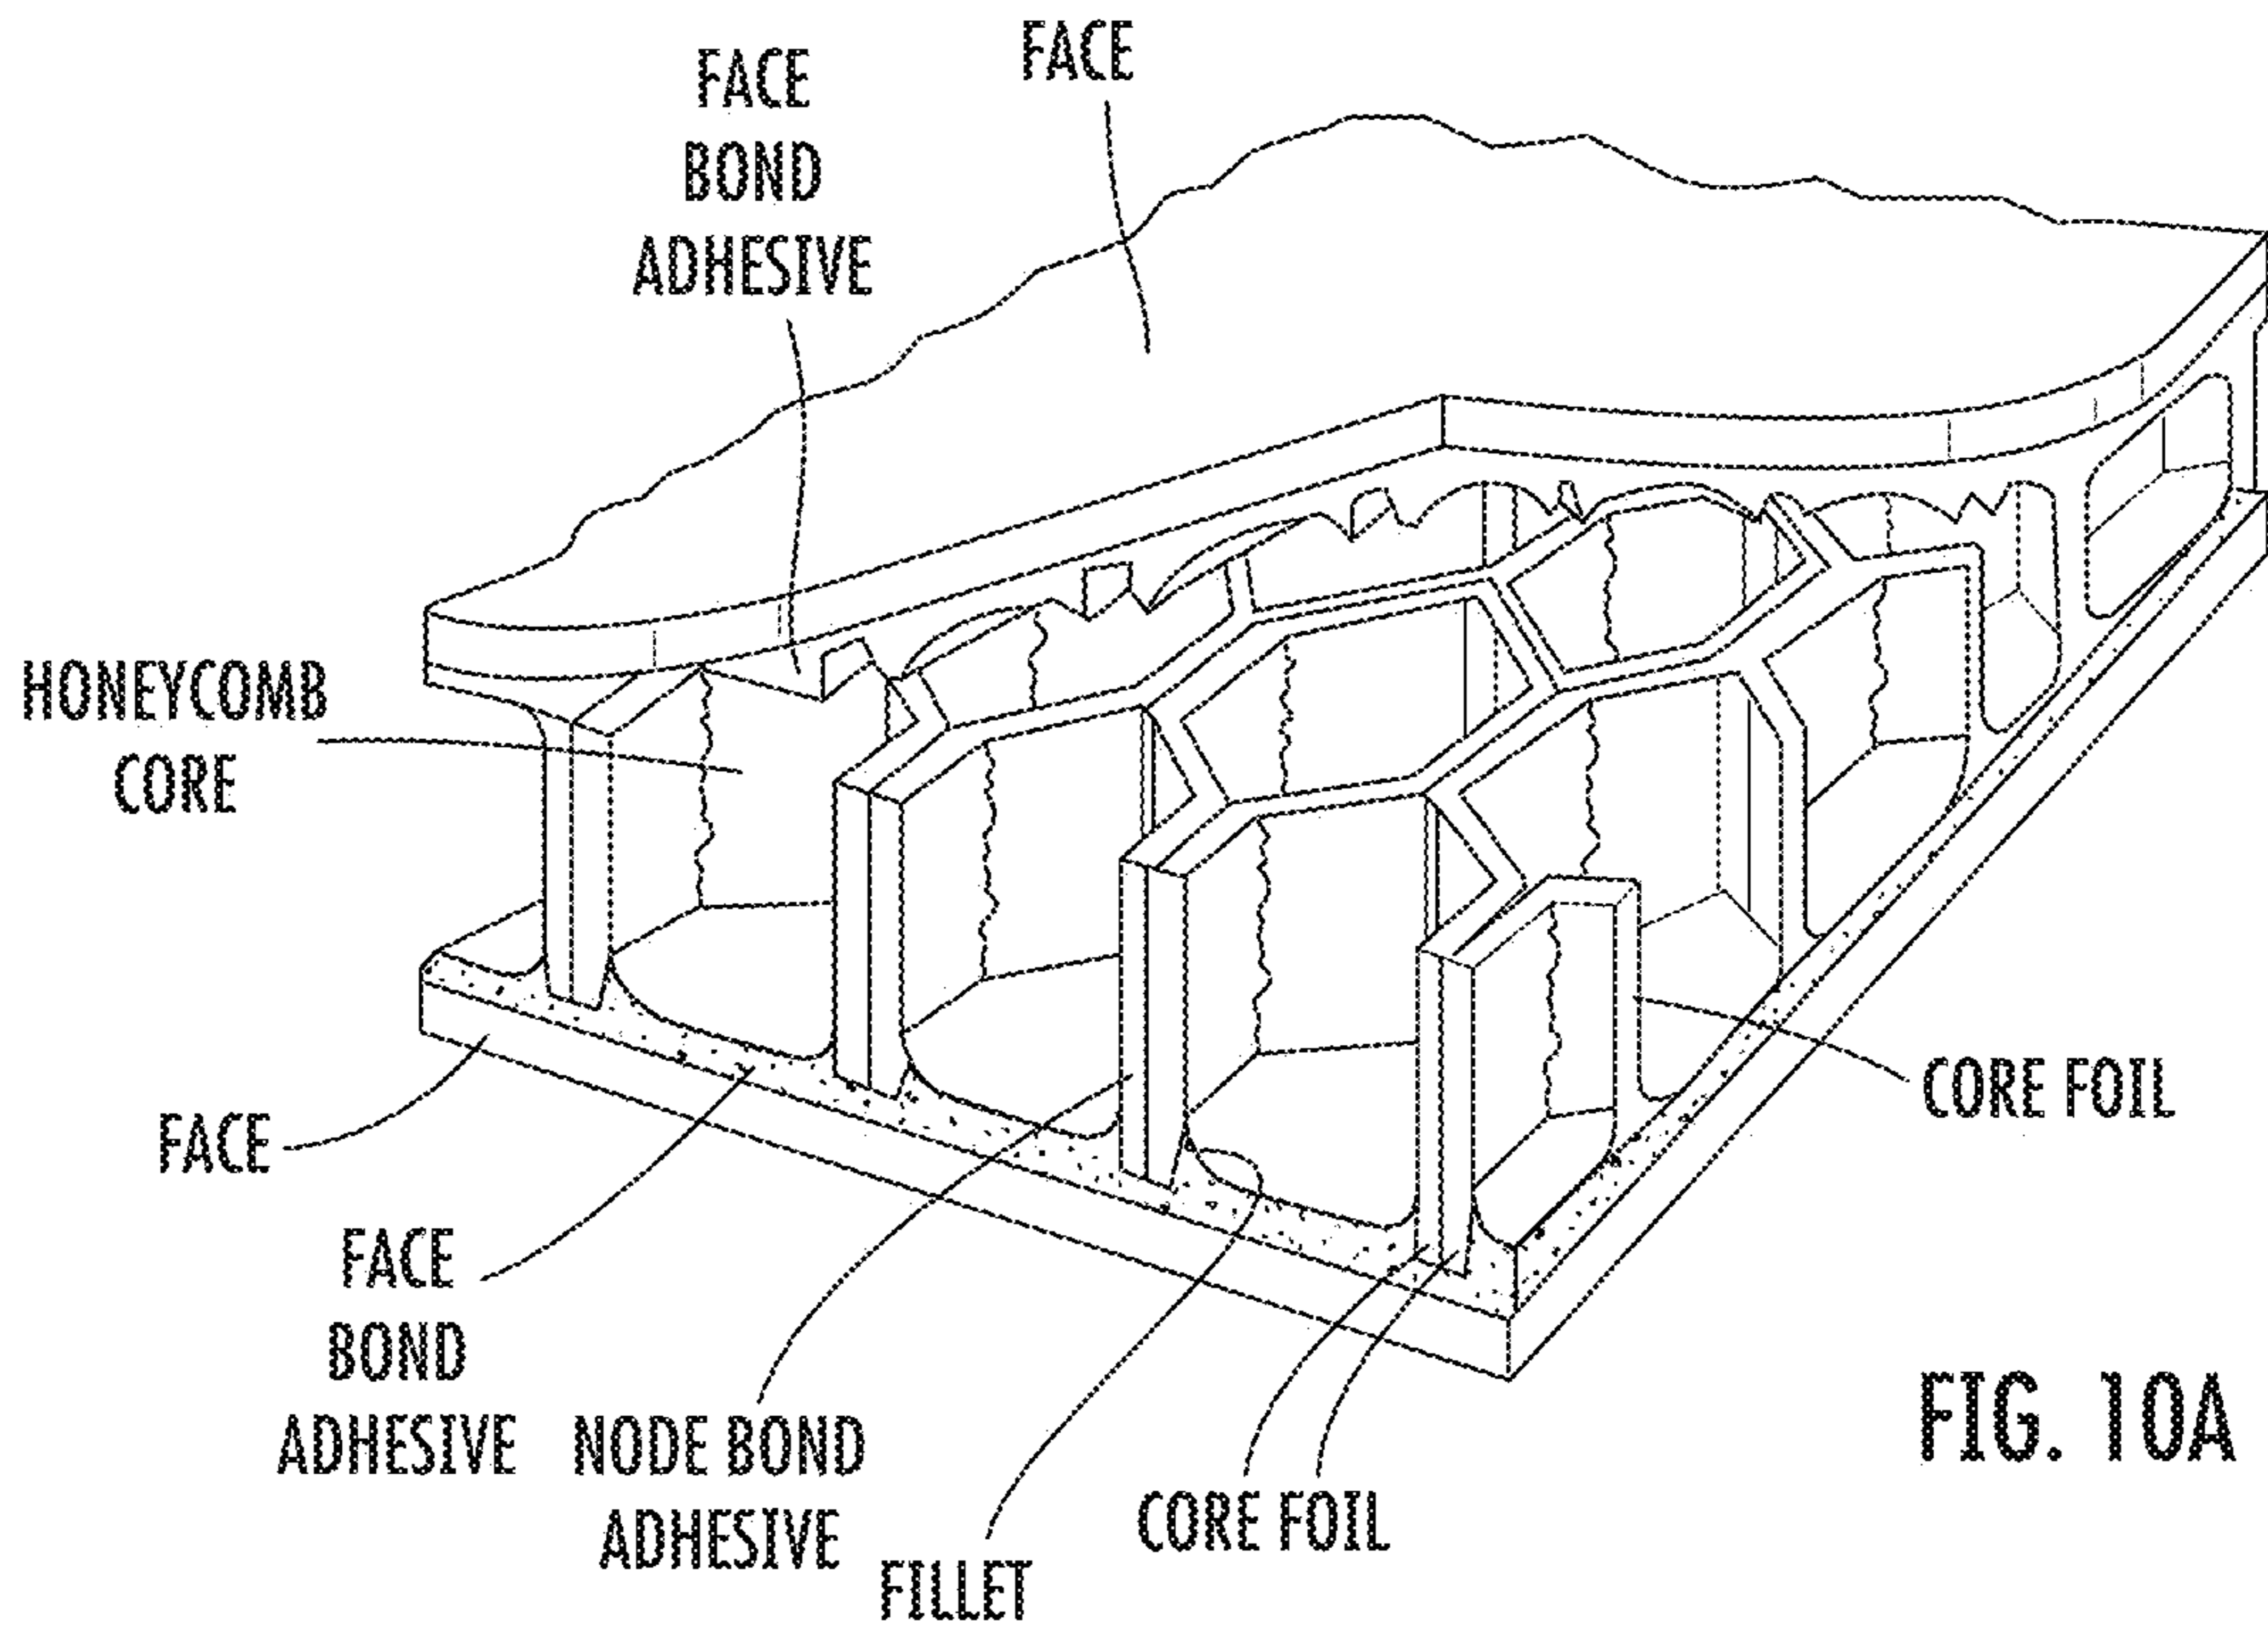 FACE
FACE
BOND
ADHESIVE
HONEYCOMB
CORE
FACE
FACE
BOND
ADHESIVE
NODE BOND
ADHESIVE
FILLET
CORE FOIL
CORE FOIL
FIG. 10A